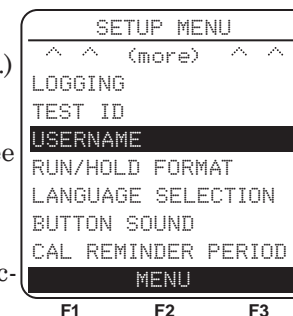 SETUP MENU
^ ^ (more) ^ ^
.)
LOGGING
TEST ID
USERNAME
e
RUN/HOLD FORMAT
LANGUAGE SELECTION
BUTTON SOUND
CAL REMINDER PERIOD
c-
MENU
F1 F2 F3